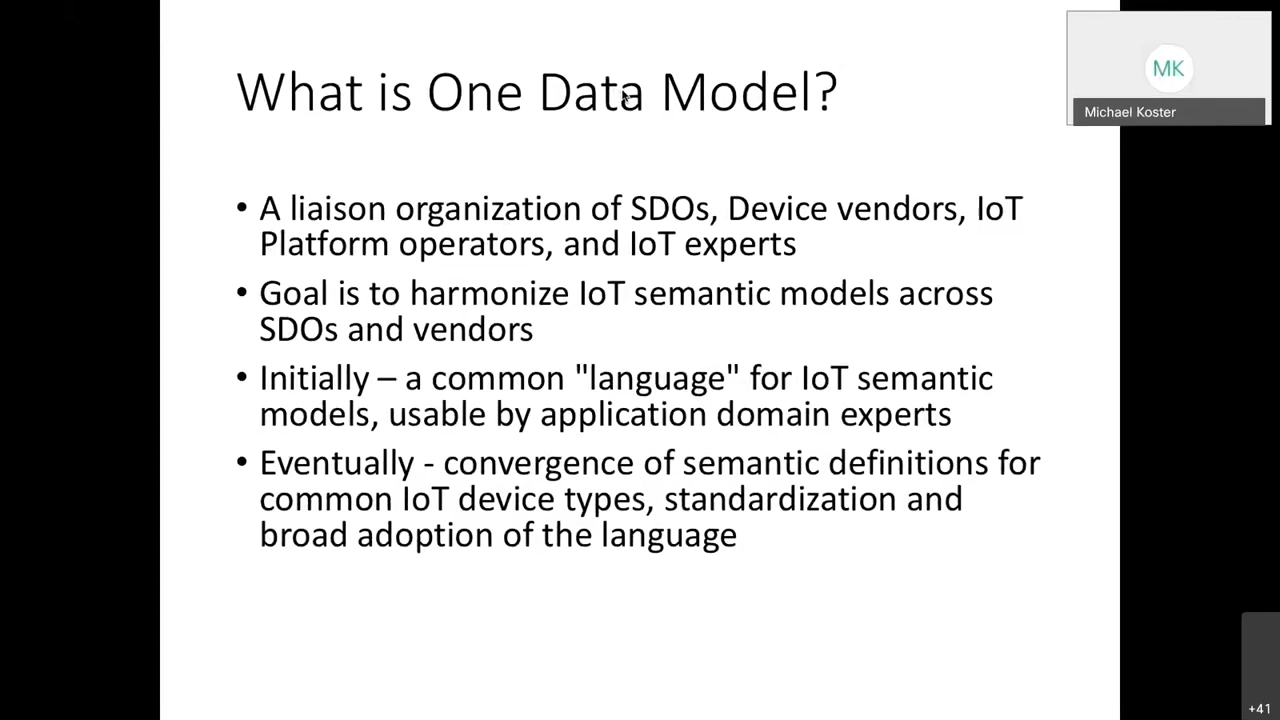 What is One Data Model?
MK
Michael Koster
• A liaison organization of SDOs, Device vendors, IoT
Platform operators, and IoT experts
• Goal is to harmonize IoT semantic models across
SDOs and vendors
• Initially – a common "language" for IoT semantic
models, usable by application domain experts
• Eventually - convergence of semantic definitions for
common IoT device types, standardization and
broad adoption of the language
+41